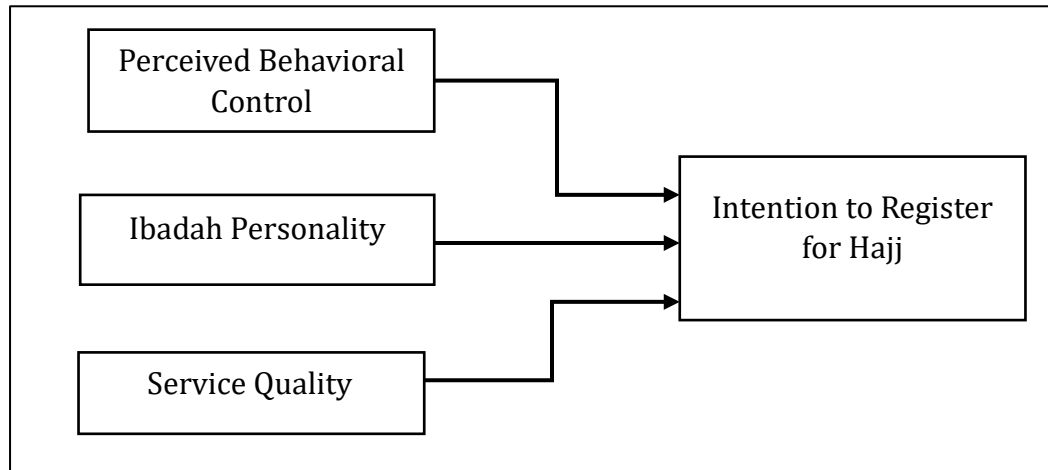 Perceived Behavioral
Control
Ibadah Personality
Service Quality
Intention to Register
for Hajj